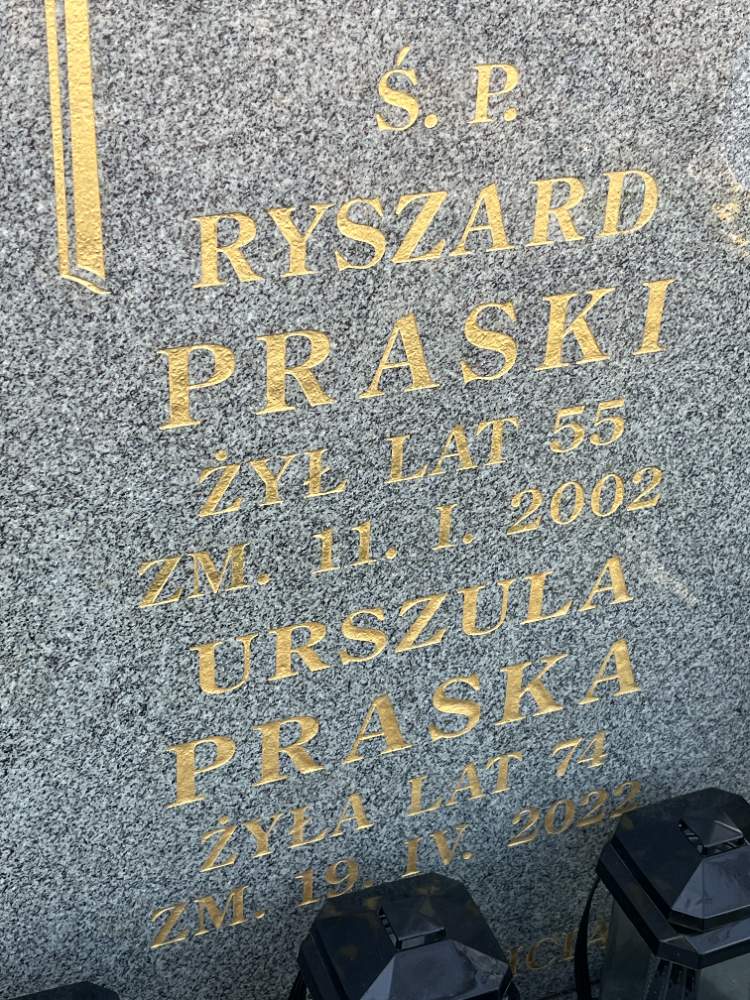 Ś. P.
RYSZARD
PRASKI
ŻYŁ LAT 55
ZM. 11. I. 2002
URSZULA
PRASKA
ŻYŁA LAT 74
ZM. 19. IV. 2022